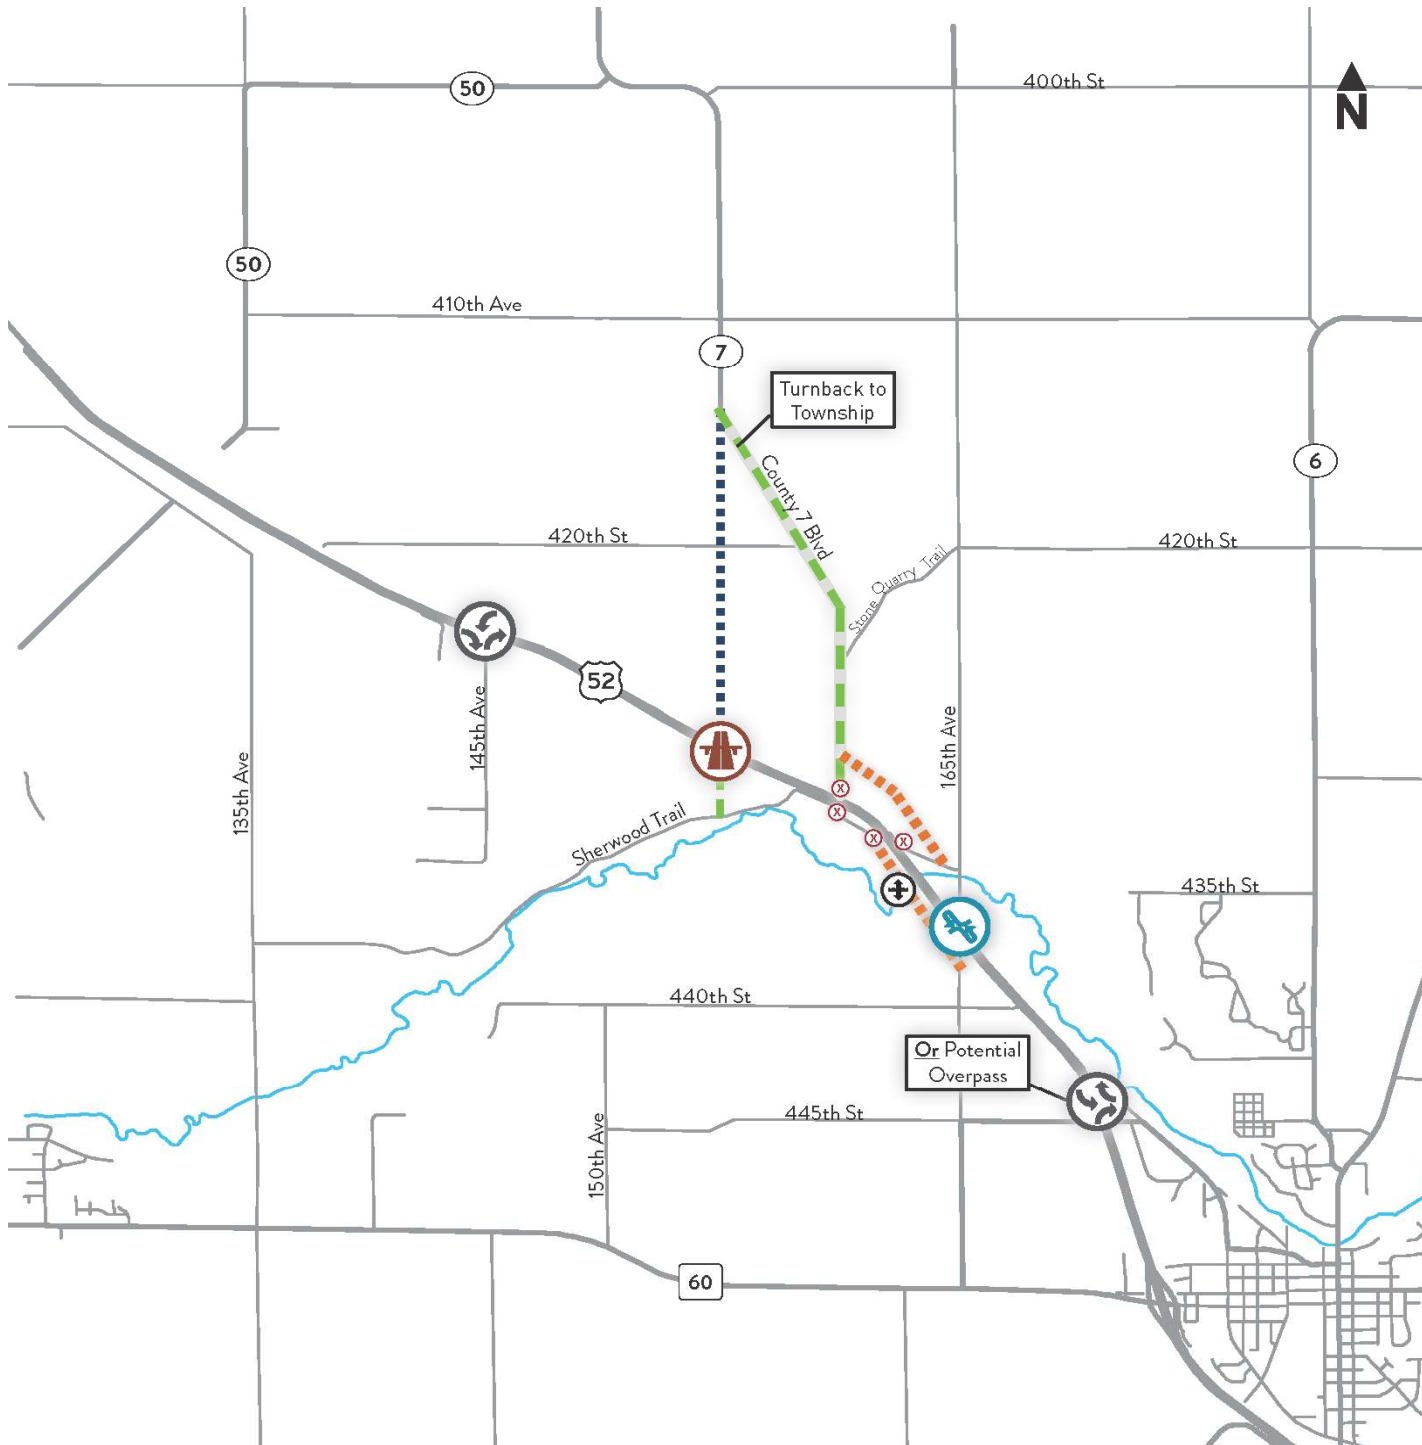 50
400th St
N
50
410th Ave
7
Turnback to
Township
County 7 Blvd
6
420th St
420th St
Stone Quarry Trail
52
145th Ave
165th Ave
135th Ave
X
X
X
X
Sherwood Trail
435th St
440th St
Or Potential
Overpass
445th St
150th Ave
60